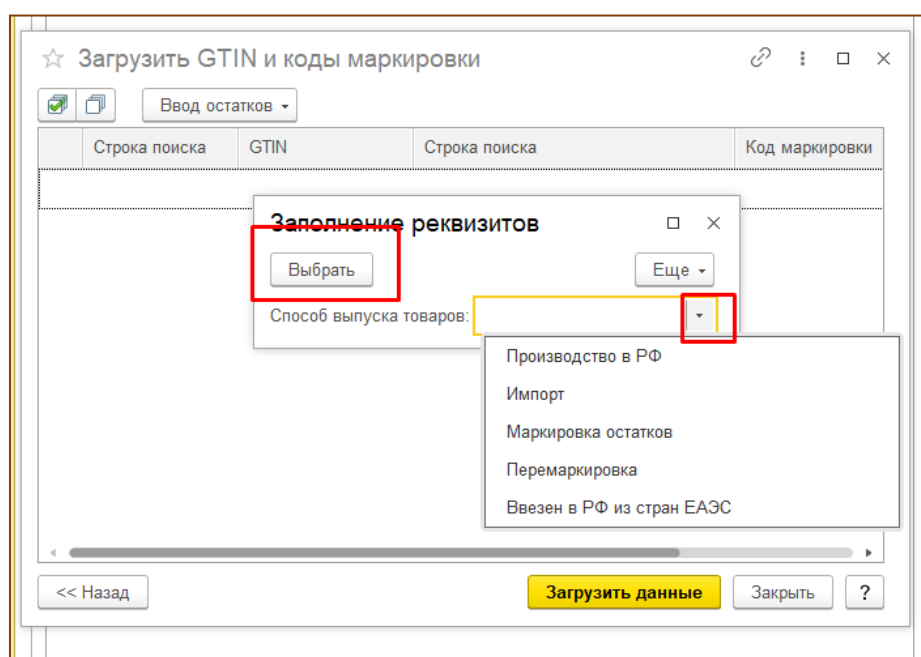 Загрузить GTIN и коды маркировки
Ввод остатков
Строка поиска GTIN Строка поиска Код маркировки
Заполнение реквизитов
Выбрать Еще
Способ выпуска товаров:
Производство в РФ
Импорт
Маркировка остатков
Перемаркировка
Ввезен в РФ из стран ЕАЭС
<< Назад Загрузить данные Закрыть ?